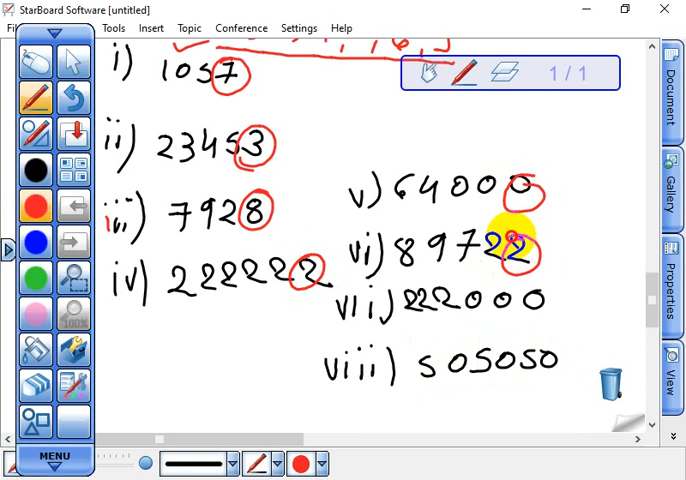 StarBoard Software [untitled]
Tools Insert Topic Conference Settings Help
1 / 1
i) 1057
ii) 23453
iii) 7928
iv) 222222
v) 64000
vi) 89722
vii) 222000
viii) 505050
Document
Gallery
Properties
View
100%
MENU